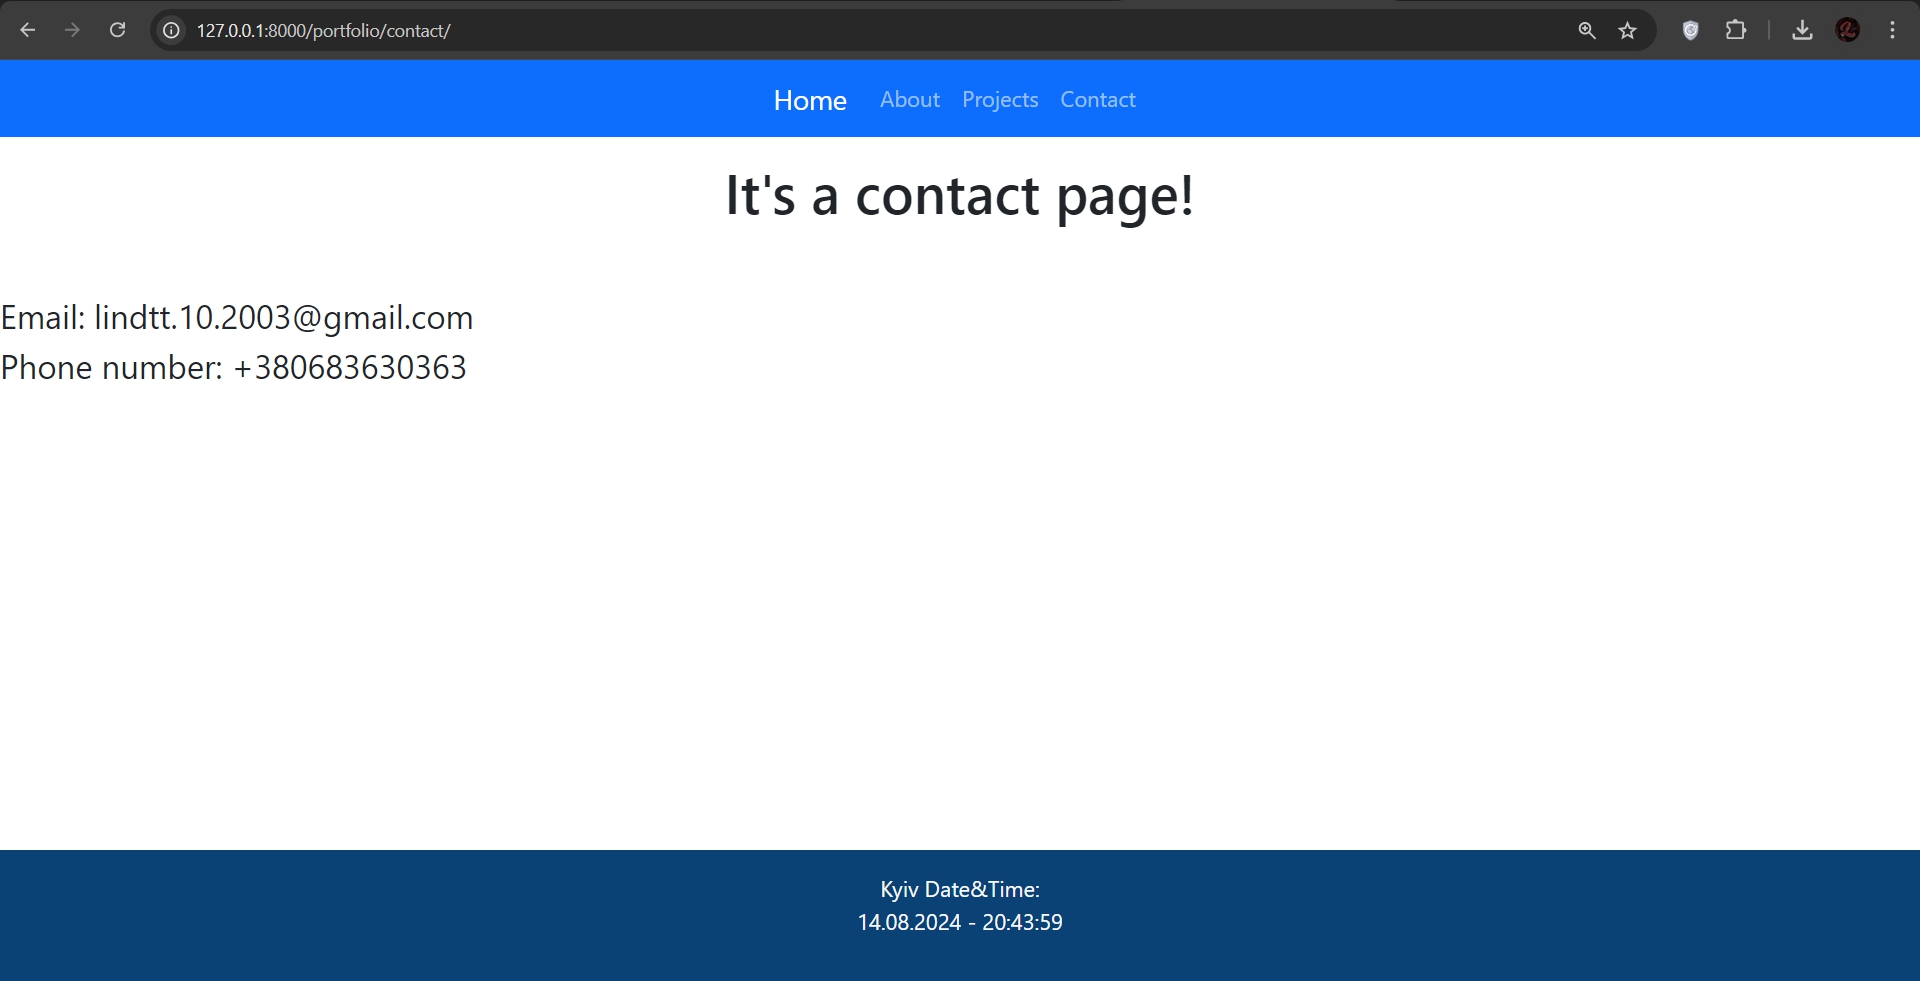 127.0.0.1:8000/portfolio/contact/
Home About Projects Contact
It's a contact page!
Email: lindtt.10.2003@gmail.com
Phone number: +380683630363
Kyiv Date&Time:
14.08.2024 - 20:43:59